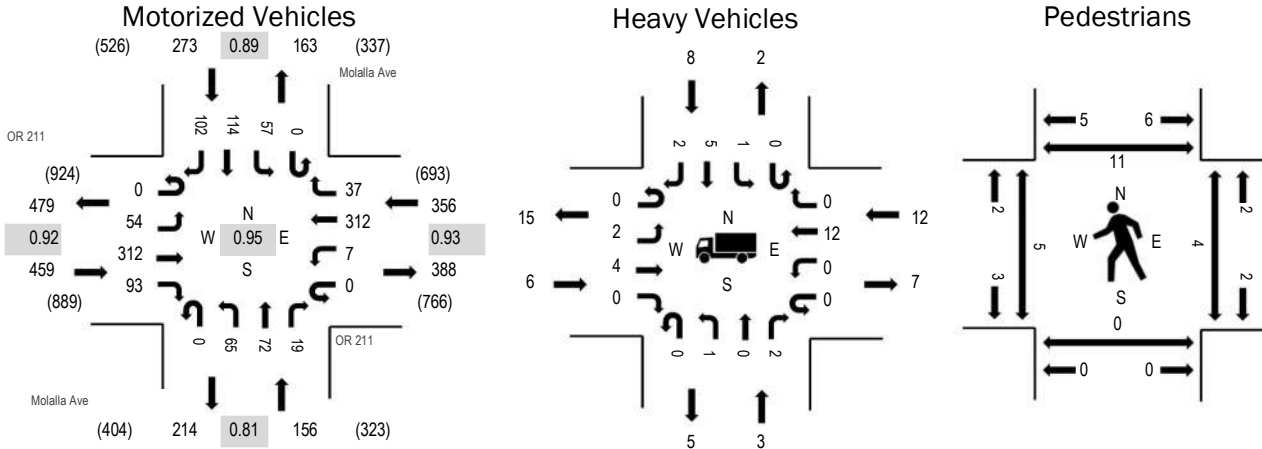 Motorized Vehicles
Heavy Vehicles
Pedestrians
(526) 273 0.89 163 (337)
Molalla Ave
8 2
5 6
102 114 57 0
2 5 1 0
11
OR 211
(924) 0 37 (693)
479 54 312 356
0.92 312 7 0.93
459 93 0 388
(889) (766)
N
W 0.95 E
S
0 65 72 19
OR 211
Molalla Ave
(404) 214 0.81 156 (323)
0 0
15 2 12 12
6 4 0 7
0 0
N
W E
S
0 1 0 2
5 3
2 2
N
5 W E 4
S
3 2
0
0 0